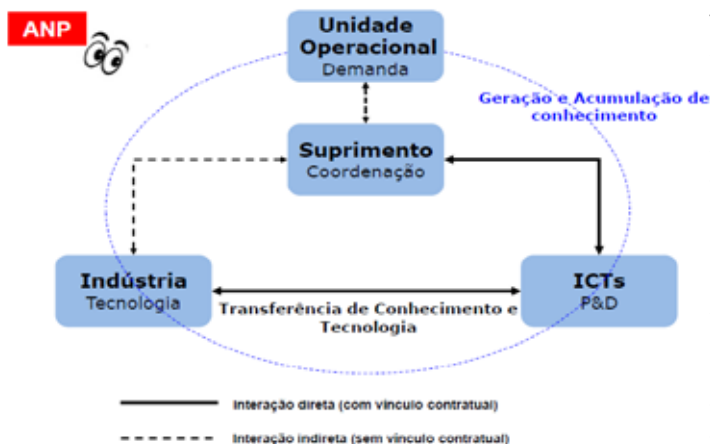 ANP
Unidade
Operacional
Demanda
Geração e Acumulação de
conhecimento
Suprimento
Coordenação
Indústria
Tecnologia
ICTs
P&D
Transferência de Conhecimento e
Tecnologia
Interação direta (com vínculo contratual)
Interação indireta (sem vínculo contratual)